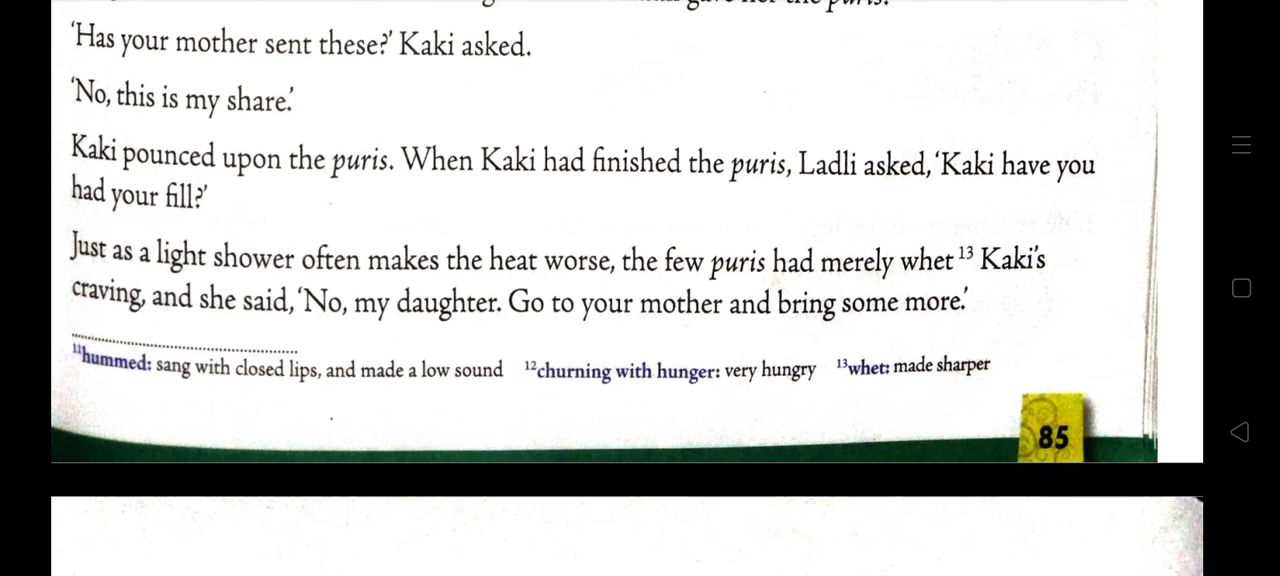 puris.
'Has your mother sent these?' Kaki asked.
'No, this is my share.'
Kaki pounced upon the puris. When Kaki had finished the puris, Ladli asked, 'Kaki have you
had your fill?'
Just as a light shower often makes the heat worse, the few puris had merely whet 13 Kaki's
craving, and she said, 'No, my daughter. Go to your mother and bring some more.'
11hummed: sang with closed lips, and made a low sound 12churning with hunger: very hungry 13whet: made sharper
85